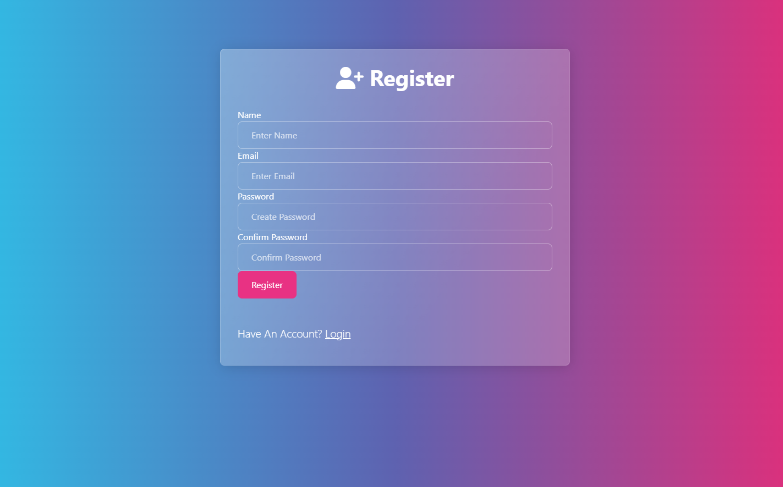 Register
Name
Enter Name
Email
Enter Email
Password
Create Password
Confirm Password
Confirm Password
Register
Have An Account? Login